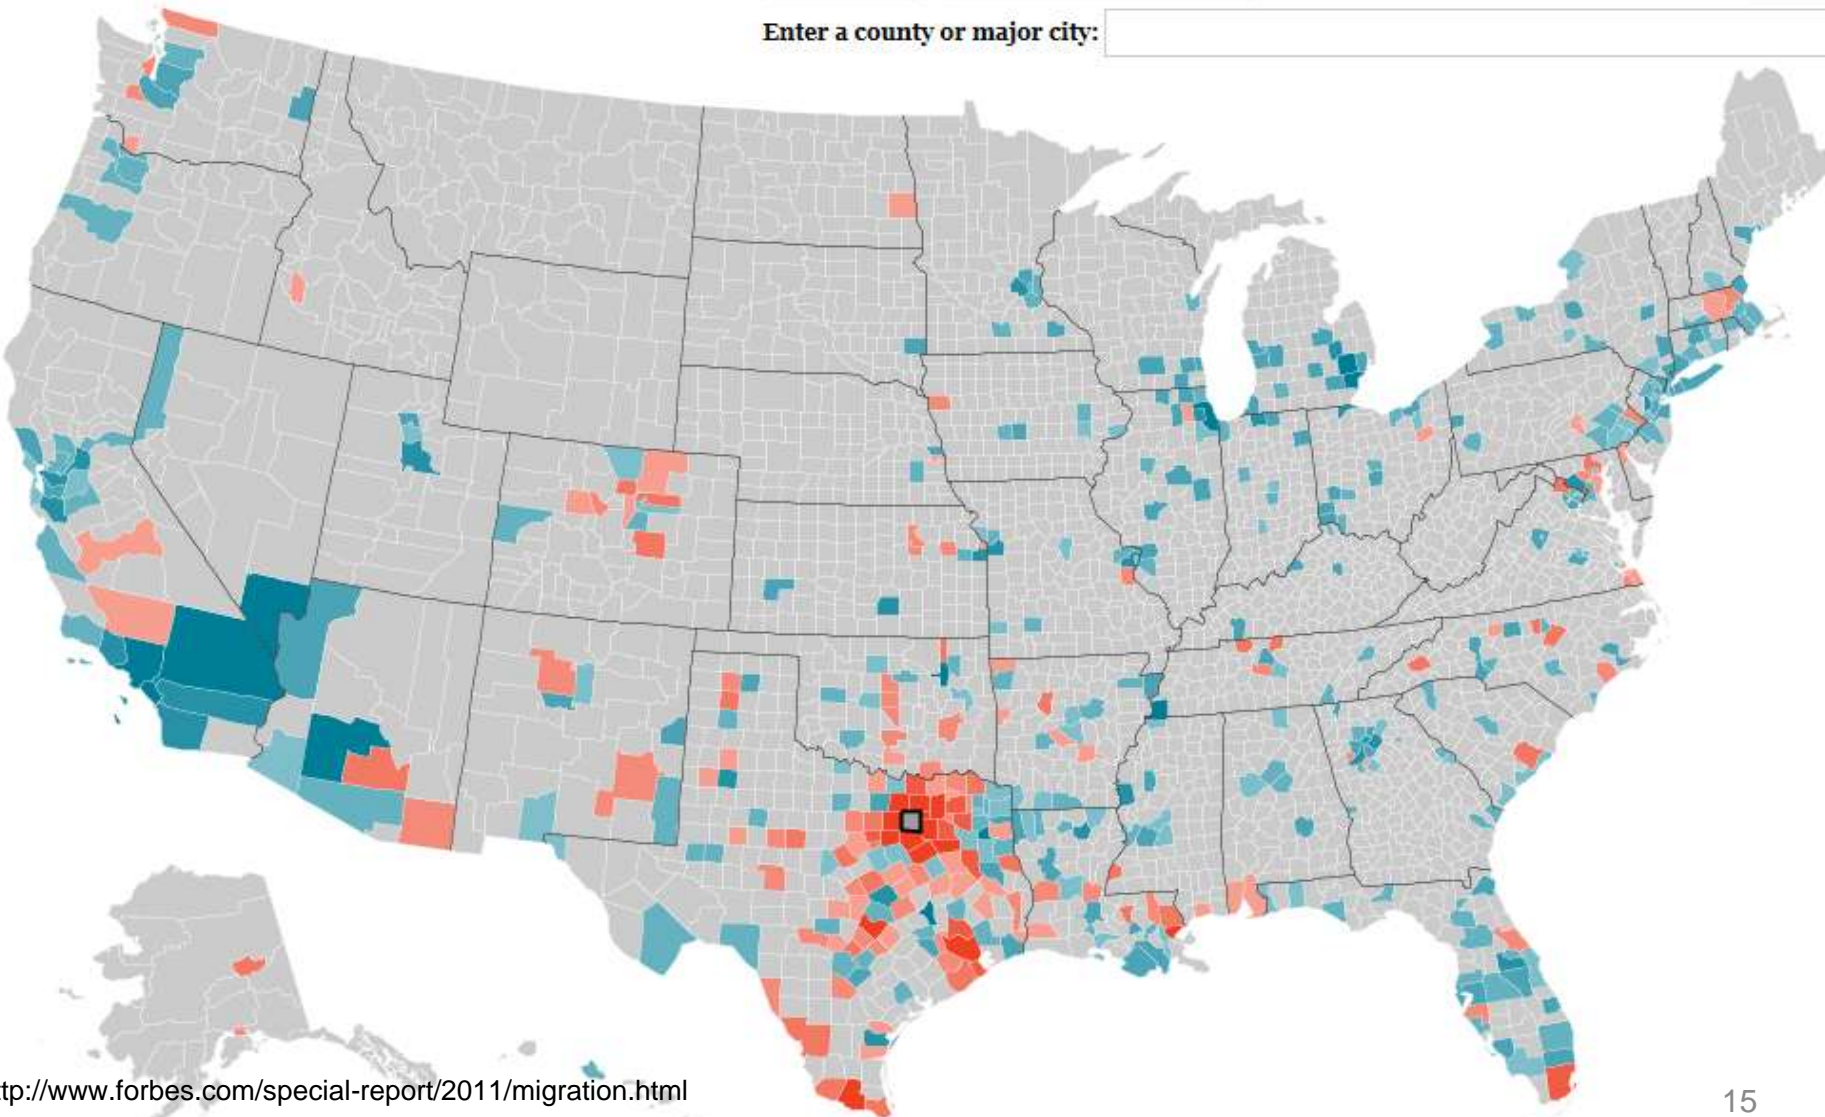 Enter a county or major city:
tp://www.forbes.com/special-report/2011/migration.html
15